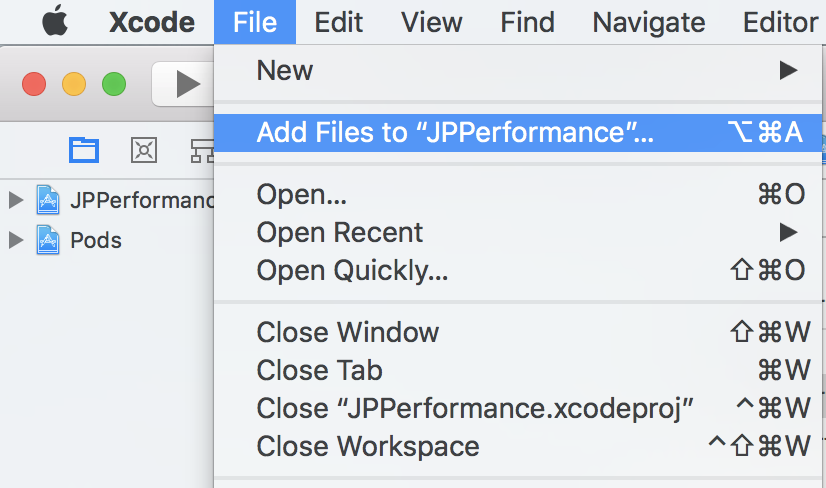 Xcode File Edit View Find Navigate Editor
New
Add Files to “JPPerformance”... ⌥⌘A
JPPerformanc
Pods
Open... ⌘O
Open Recent
Open Quickly... ⇧⌘O
Close Window ⇧⌘W
Close Tab ⌘W
Close “JPPerformance.xcodeproj” ^⌘W
Close Workspace ^⇧⌘W